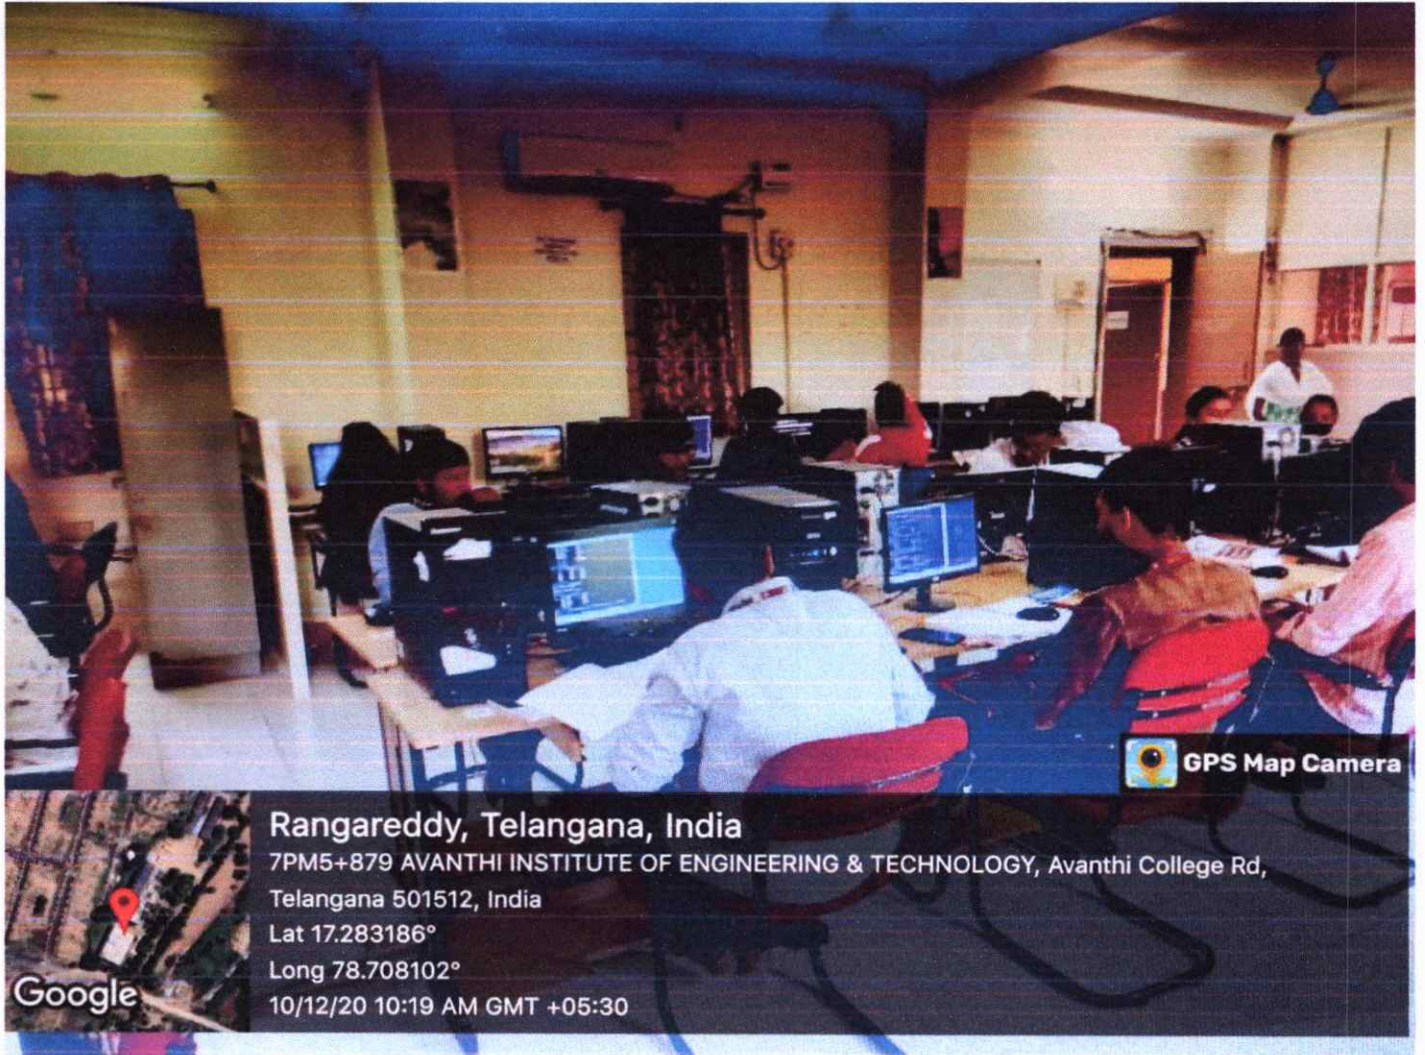 GPS Map Camera
Rangareddy, Telangana, India
7PM5+879 AVANTHI INSTITUTE OF ENGINEERING & TECHNOLOGY, Avanthi College Rd,
Telangana 501512, India
Lat 17.283186°
Long 78.708102°
10/12/20 10:19 AM GMT +05:30
Google